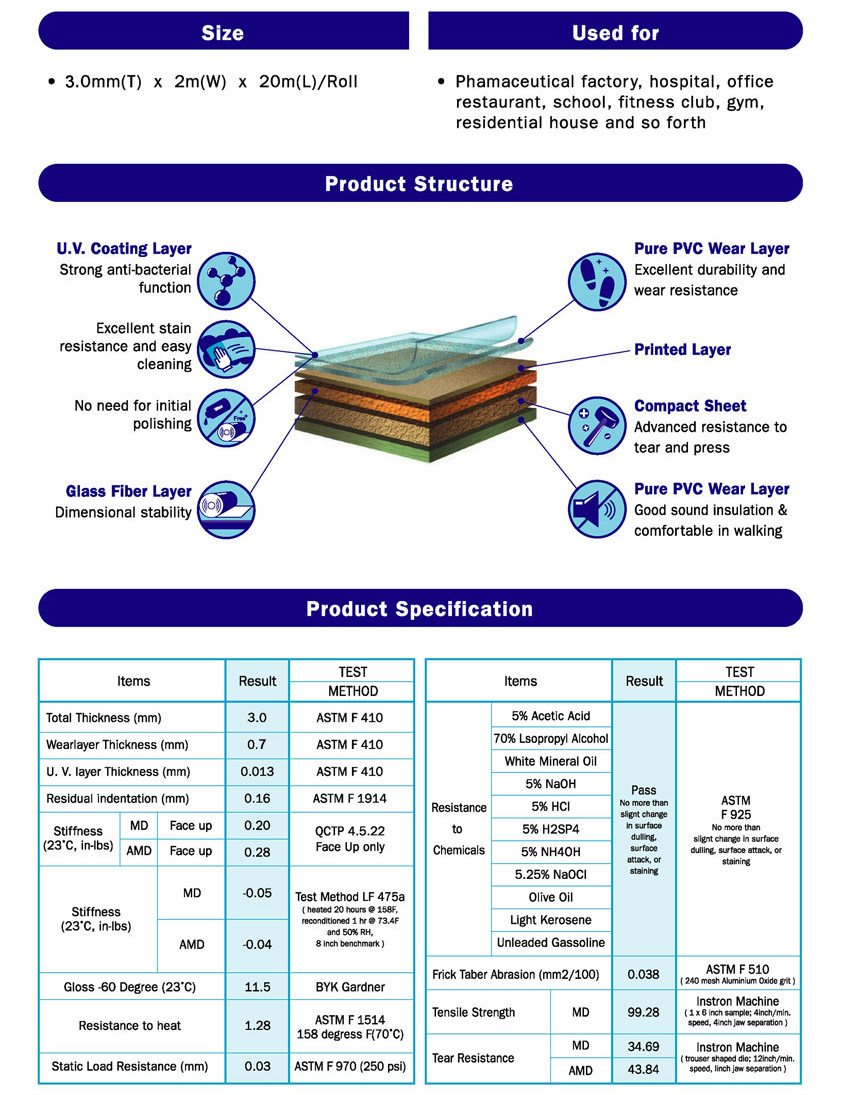 Size
• 3.0mm(T) x 2m(W) x 20m(L)/Roll
Used for
• Phamaceutical factory, hospital, office
restaurant, school, fitness club, gym,
residential house and so forth
Product Structure
U.V. Coating Layer
Strong anti-bacterial
function
Excellent stain
resistance and easy
cleaning
No need for initial
polishing
Free
Glass Fiber Layer
Dimensional stability
Pure PVC Wear Layer
Excellent durability and
wear resistance
Printed Layer
Compact Sheet
Advanced resistance to
tear and press
Pure PVC Wear Layer
Good sound insulation &
comfortable in walking
Product Specification
Items Result TEST
METHOD
Total Thickness (mm) 3.0 ASTM F 410
Wearlayer Thickness (mm) 0.7 ASTM F 410
U. V. layer Thickness (mm) 0.013 ASTM F 410
Residual indentation (mm) 0.16 ASTM F 1914
Stiffness
(23˚C, in-lbs)
MD Face up 0.20
AMD Face up 0.28
QCTP 4.5.22
Face Up only
Stiffness
(23˚C, in-lbs)
MD -0.05
AMD -0.04
Test Method LF 475a
( heated 20 hours @ 158F,
reconditioned 1 hr @ 73.4F
and 50% RH,
8 inch benchmark )
Gloss -60 Degree (23˚C) 11.5 BYK Gardner
Resistance to heat 1.28 ASTM F 1514
158 degress F(70˚C)
Static Load Resistance (mm) 0.03 ASTM F 970 (250 psi)
Items Result TEST
METHOD
Resistance
to
Chemicals
5% Acetic Acid
70% Lsopropyl Alcohol
White Mineral Oil
5% NaOH
5% HCl
5% H2SP4
5% NH4OH
5.25% NaOCl
Olive Oil
Light Kerosene
Unleaded Gassoline
Pass
No more than
slignt change
in surface
dulling,
surface
attack, or
staining
ASTM
F 925
No more than
slignt change in surface
dulling, surface attack, or
staining
Frick Taber Abrasion (mm2/100) 0.038 ASTM F 510
( 240 mesh Aluminium Oxide grit )
Tensile Strength MD 99.28 Instron Machine
( 1 x 6 inch sample; 4inch/min.
speed, 4inch jaw separation )
Tear Resistance
MD 34.69
AMD 43.84
Instron Machine
( trouser shaped die; 12inch/min.
speed, linch jaw separation )